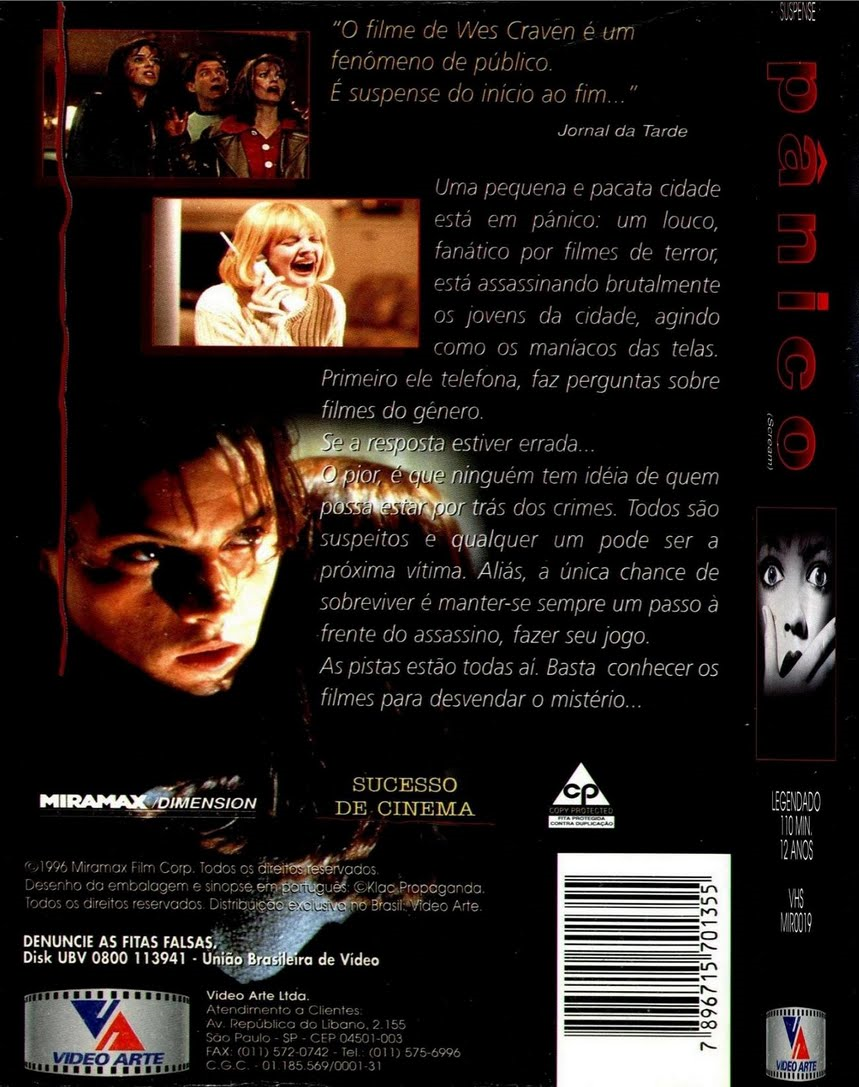 "O filme de Wes Craven é um
fenômeno de público.
É suspense do início ao fim..."
Jornal da Tarde
Uma pequena e pacata cidade
está em pânico: um louco,
fanático por filmes de terror,
está assassinando brutalmente
os jovens da cidade, agindo
como os maníacos das telas.
Primeiro ele telefona, faz perguntas sobre
filmes do gênero.
Se a resposta estiver errada...
O pior, é que ninguém tem idéia de quem
possa estar por trás dos crimes. Todos são
suspeitos e qualquer um pode ser a
próxima vítima. Aliás, a única chance de
sobreviver é manter-se sempre um passo à
frente do assassino, fazer seu jogo.
As pistas estão todas aí. Basta conhecer os
filmes para desvendar o mistério...
MIRAMAX / DIMENSION
SUCESSO
DE CINEMA
CP
COPY PROTECTED
FITA PROTEGIDA
CONTRA DUPLICAÇÃO
©1996 Miramax Film Corp. Todos os direitos reservados.
Desenho da embalagem e sinopse em português: ©Klac Propaganda.
Todos os direitos reservados. Distribuição exclusiva no Brasil: Video Arte.
DENUNCIE AS FITAS FALSAS,
Disk UBV 0800 113941 - União Brasileira de Vídeo
VIDEO ARTE
Video Arte Ltda.
Atendimento a Clientes:
Av. República do Líbano, 2.155
São Paulo - SP - CEP 04501-003
FAX: (011) 572-0742 - Tel.: (011) 575-6996
C.G.C. - 01.185.569/0001-31
7 896715 701355
SUSPENSE
pânico
(Scream)
LEGENDADO
110 MIN.
12 ANOS
VHS
MIR0019
VIDEO ARTE